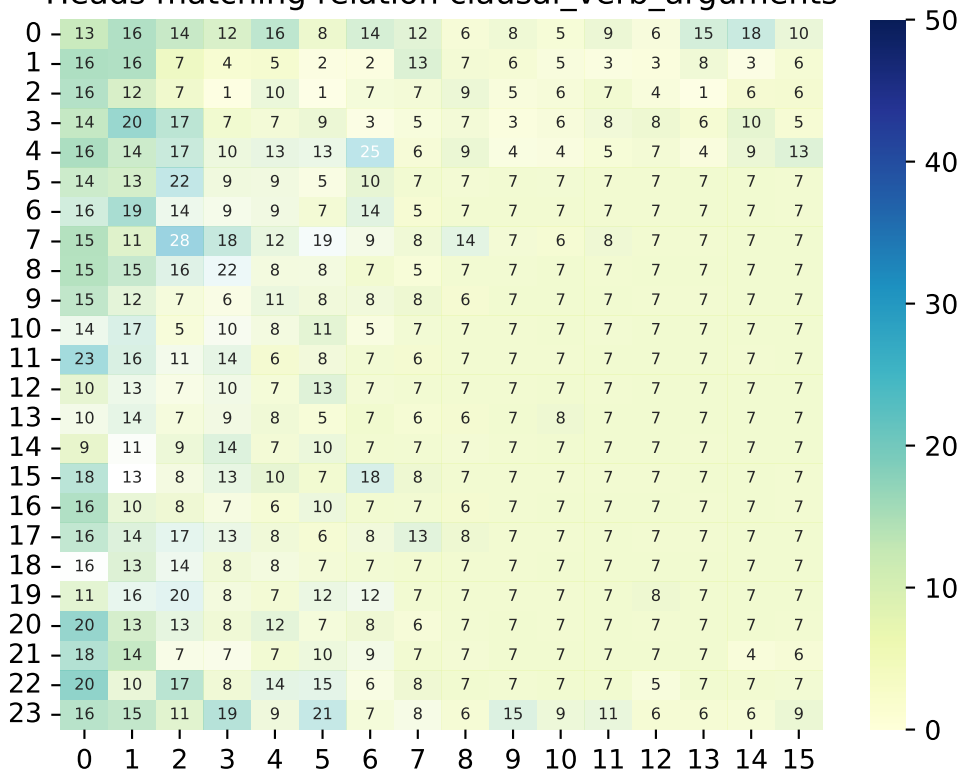 Heads matching relation clausal_verb_arguments
0 13 16 14 12 16 8 14 12 6 8 5 9 6 15 18 10
1 16 16 7 4 5 2 2 13 7 6 5 3 3 8 3 6
2 16 12 7 1 10 1 7 7 9 5 6 7 4 1 6 6
3 14 20 17 7 7 9 3 5 7 3 6 8 8 6 10 5
4 16 14 17 10 13 13 25 6 9 4 4 5 7 4 9 13
5 14 13 22 9 9 5 10 7 7 7 7 7 7 7 7 7
6 16 19 14 9 9 7 14 5 7 7 7 7 7 7 7 7
7 15 11 28 18 12 19 9 8 14 7 6 8 7 7 7 7
8 15 15 16 22 8 8 7 5 7 7 7 7 7 7 7 7
9 15 12 7 6 11 8 8 8 6 7 7 7 7 7 7 7
10 14 17 5 10 8 11 5 7 7 7 7 7 7 7 7 7
11 23 16 11 14 6 8 7 6 7 7 7 7 7 7 7 7
12 10 13 7 10 7 13 7 7 7 7 7 7 7 7 7 7
13 10 14 7 9 8 5 7 6 6 7 8 7 7 7 7 7
14 9 11 9 14 7 10 7 7 7 7 7 7 7 7 7 7
15 18 13 8 13 10 7 18 8 7 7 7 7 7 7 7 7
16 16 10 8 7 6 10 7 7 6 7 7 7 7 7 7 7
17 16 14 17 13 8 6 8 13 8 7 7 7 7 7 7 7
18 16 13 14 8 8 7 7 7 7 7 7 7 7 7 7 7
19 11 16 20 8 7 12 12 7 7 7 7 7 8 7 7 7
20 20 13 13 8 12 7 8 6 7 7 7 7 7 7 7 7
21 18 14 7 7 7 10 9 7 7 7 7 7 7 7 4 6
22 20 10 17 8 14 15 6 8 7 7 7 7 5 7 7 7
23 16 15 11 19 9 21 7 8 6 15 9 11 6 6 6 9
0 1 2 3 4 5 6 7 8 9 10 11 12 13 14 15
50
40
30
20
10
0